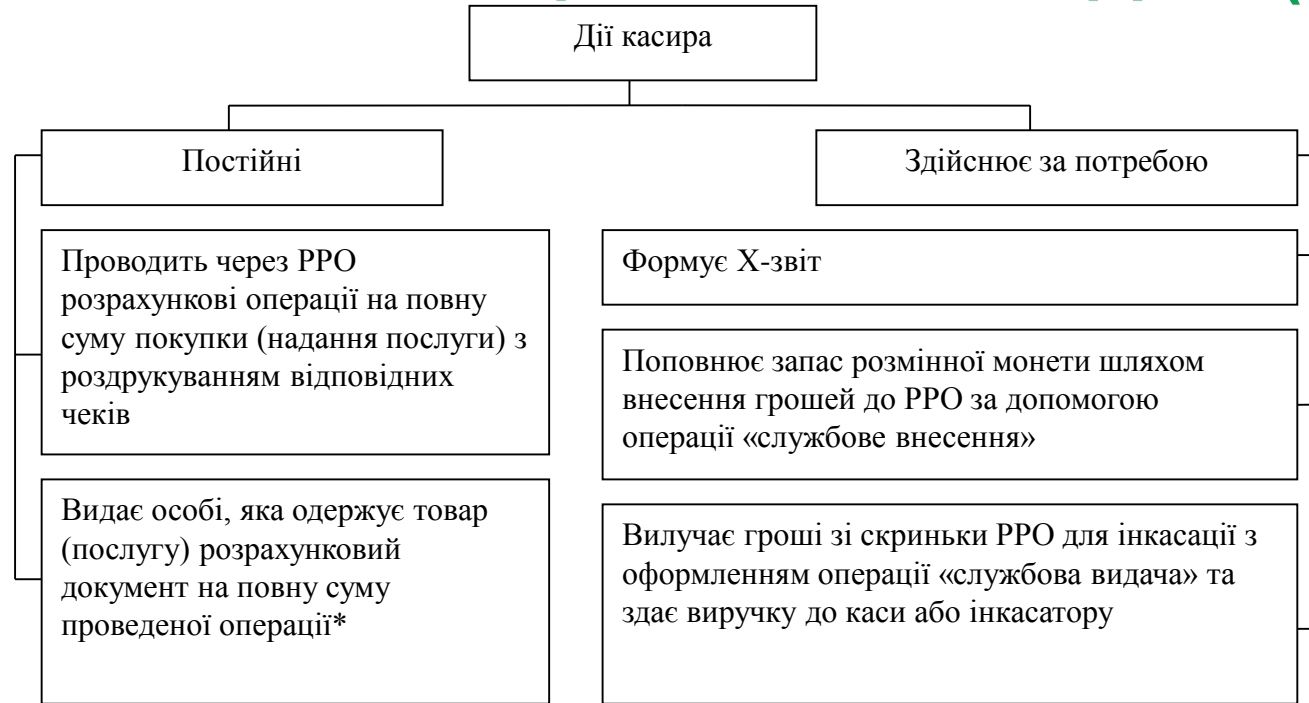 Дії касира
Постійні
Здійснює за потребою
Проводить через РРО
розрахункові операції на повну
суму покупки (надання послуги) з
роздрукуванням відповідних
чеків
Видає особі, яка одержує товар
(послугу) розрахунковий
документ на повну суму
проведеної операції*
Формує Х-звіт
Поповнює запас розмінної монети шляхом
внесення грошей до РРО за допомогою
операції «службове внесення»
Вилучає гроші зі скриньки РРО для інкасації з
оформленням операції «службова видача» та
здає виручку до каси або інкасатору